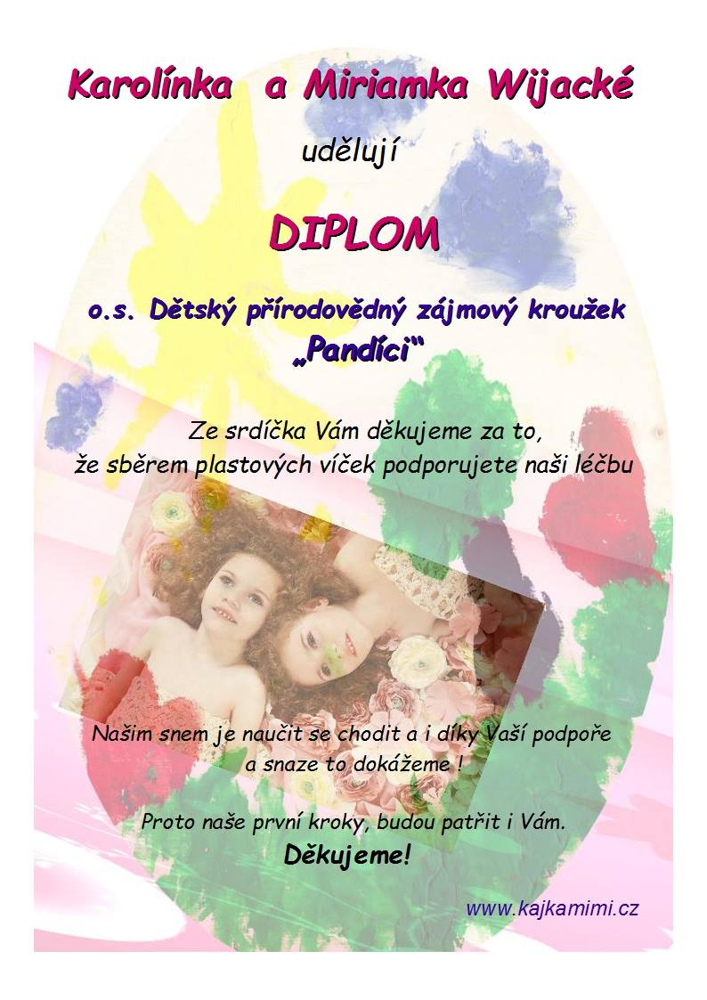 Karolínka a Miriamka Wijacké
udělují
DIPLOM
o.s. Dětský přírodovědný zájmový kroužek
„Pandíci“
Ze srdíčka Vám děkujeme za to,
že sběrem plastových víček podporujete naši léčbu
Našim snem je naučit se chodit a i díky Vaší podpoře
a snaze to dokážeme !
Proto naše první kroky, budou patřit i Vám.
Děkujeme!
www.kajkamimi.cz